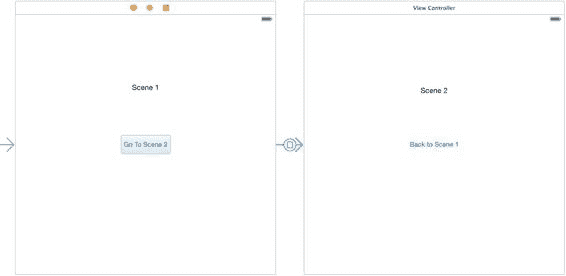 View Controller
Scene 1
Go To Scene 2
Scene 2
Back to Scene 1